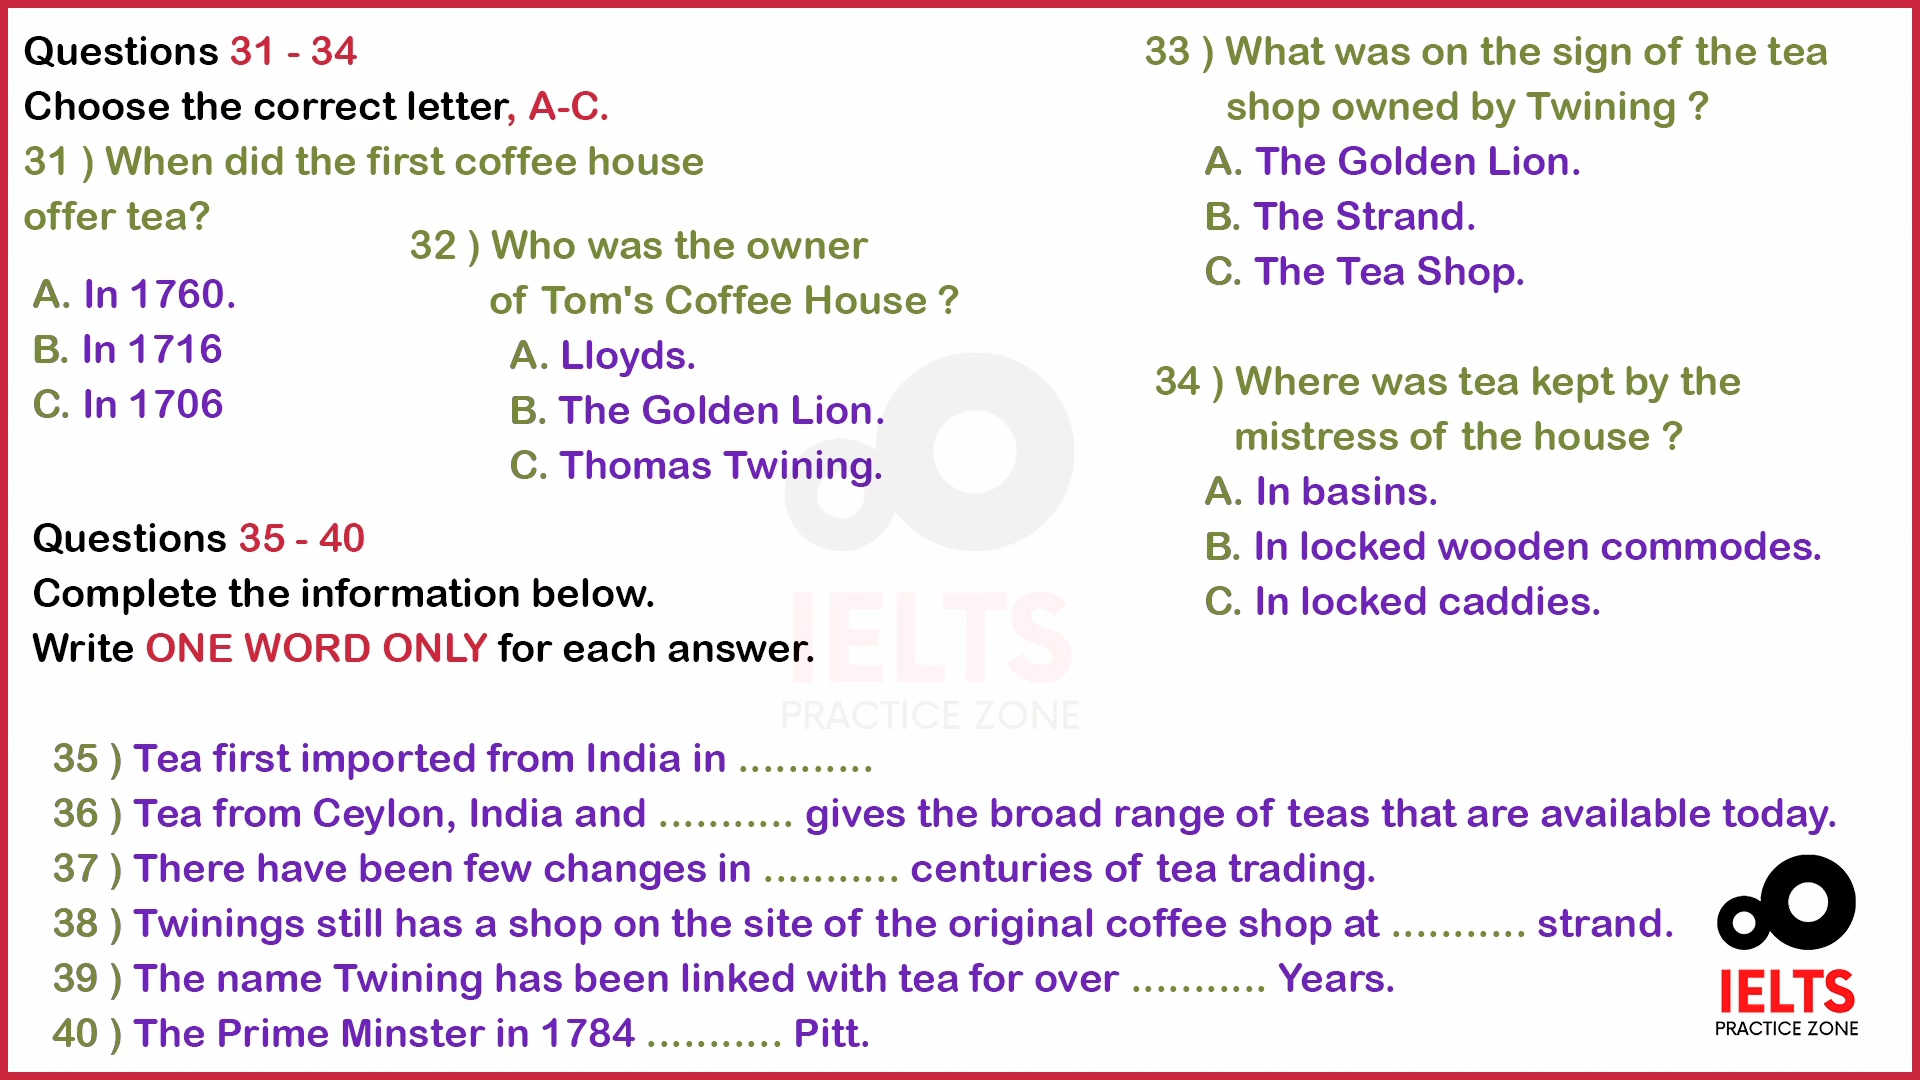 Questions 31 - 34
Choose the correct letter, A-C.
31 ) When did the first coffee house
offer tea?
A. In 1760.
B. In 1716
C. In 1706
32 ) Who was the owner
of Tom's Coffee House ?
A. Lloyds.
B. The Golden Lion.
C. Thomas Twining.
33 ) What was on the sign of the tea
shop owned by Twining ?
A. The Golden Lion.
B. The Strand.
C. The Tea Shop.
34 ) Where was tea kept by the
mistress of the house ?
A. In basins.
B. In locked wooden commodes.
C. In locked caddies.
Questions 35 - 40
Complete the information below.
Write ONE WORD ONLY for each answer.
IELTS
PRACTICE ZONE
35 ) Tea first imported from India in ...........
36 ) Tea from Ceylon, India and ........... gives the broad range of teas that are available today.
37 ) There have been few changes in ........... centuries of tea trading.
38 ) Twinings still has a shop on the site of the original coffee shop at ........... strand.
39 ) The name Twining has been linked with tea for over ........... Years.
40 ) The Prime Minster in 1784 ........... Pitt.
IELTS
PRACTICE ZONE